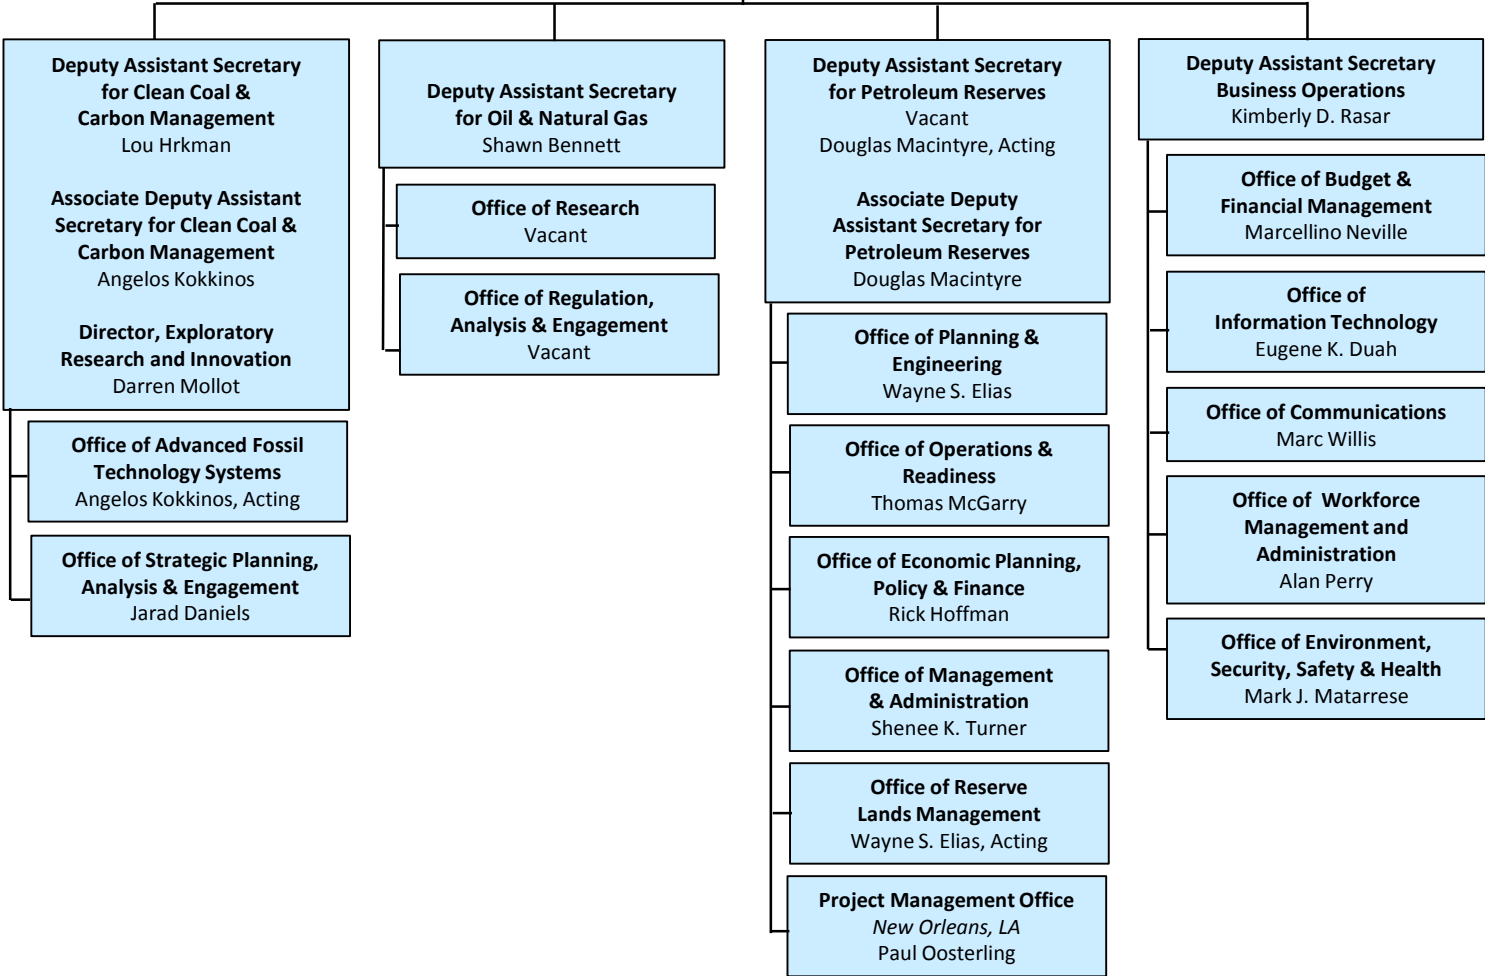 Deputy Assistant Secretary
for Clean Coal &
Carbon Management
Lou Hrkman
Associate Deputy Assistant
Secretary for Clean Coal &
Carbon Management
Angelos Kokkinos
Director, Exploratory
Research and Innovation
Darren Mollot
Office of Advanced Fossil
Technology Systems
Angelos Kokkinos, Acting
Office of Strategic Planning,
Analysis & Engagement
Jarad Daniels
Deputy Assistant Secretary
for Oil & Natural Gas
Shawn Bennett
Office of Research
Vacant
Office of Regulation,
Analysis & Engagement
Vacant
Deputy Assistant Secretary
for Petroleum Reserves
Vacant
Douglas Macintyre, Acting
Associate Deputy
Assistant Secretary for
Petroleum Reserves
Douglas Macintyre
Office of Planning &
Engineering
Wayne S. Elias
Office of Operations &
Readiness
Thomas McGarry
Office of Economic Planning,
Policy & Finance
Rick Hoffman
Office of Management
& Administration
Shenee K. Turner
Office of Reserve
Lands Management
Wayne S. Elias, Acting
Project Management Office
New Orleans, LA
Paul Oosterling
Deputy Assistant Secretary
Business Operations
Kimberly D. Rasar
Office of Budget &
Financial Management
Marcellino Neville
Office of
Information Technology
Eugene K. Duah
Office of Communications
Marc Willis
Office of  Workforce
Management and
Administration
Alan Perry
Office of Environment,
Security, Safety & Health
Mark J. Matarrese